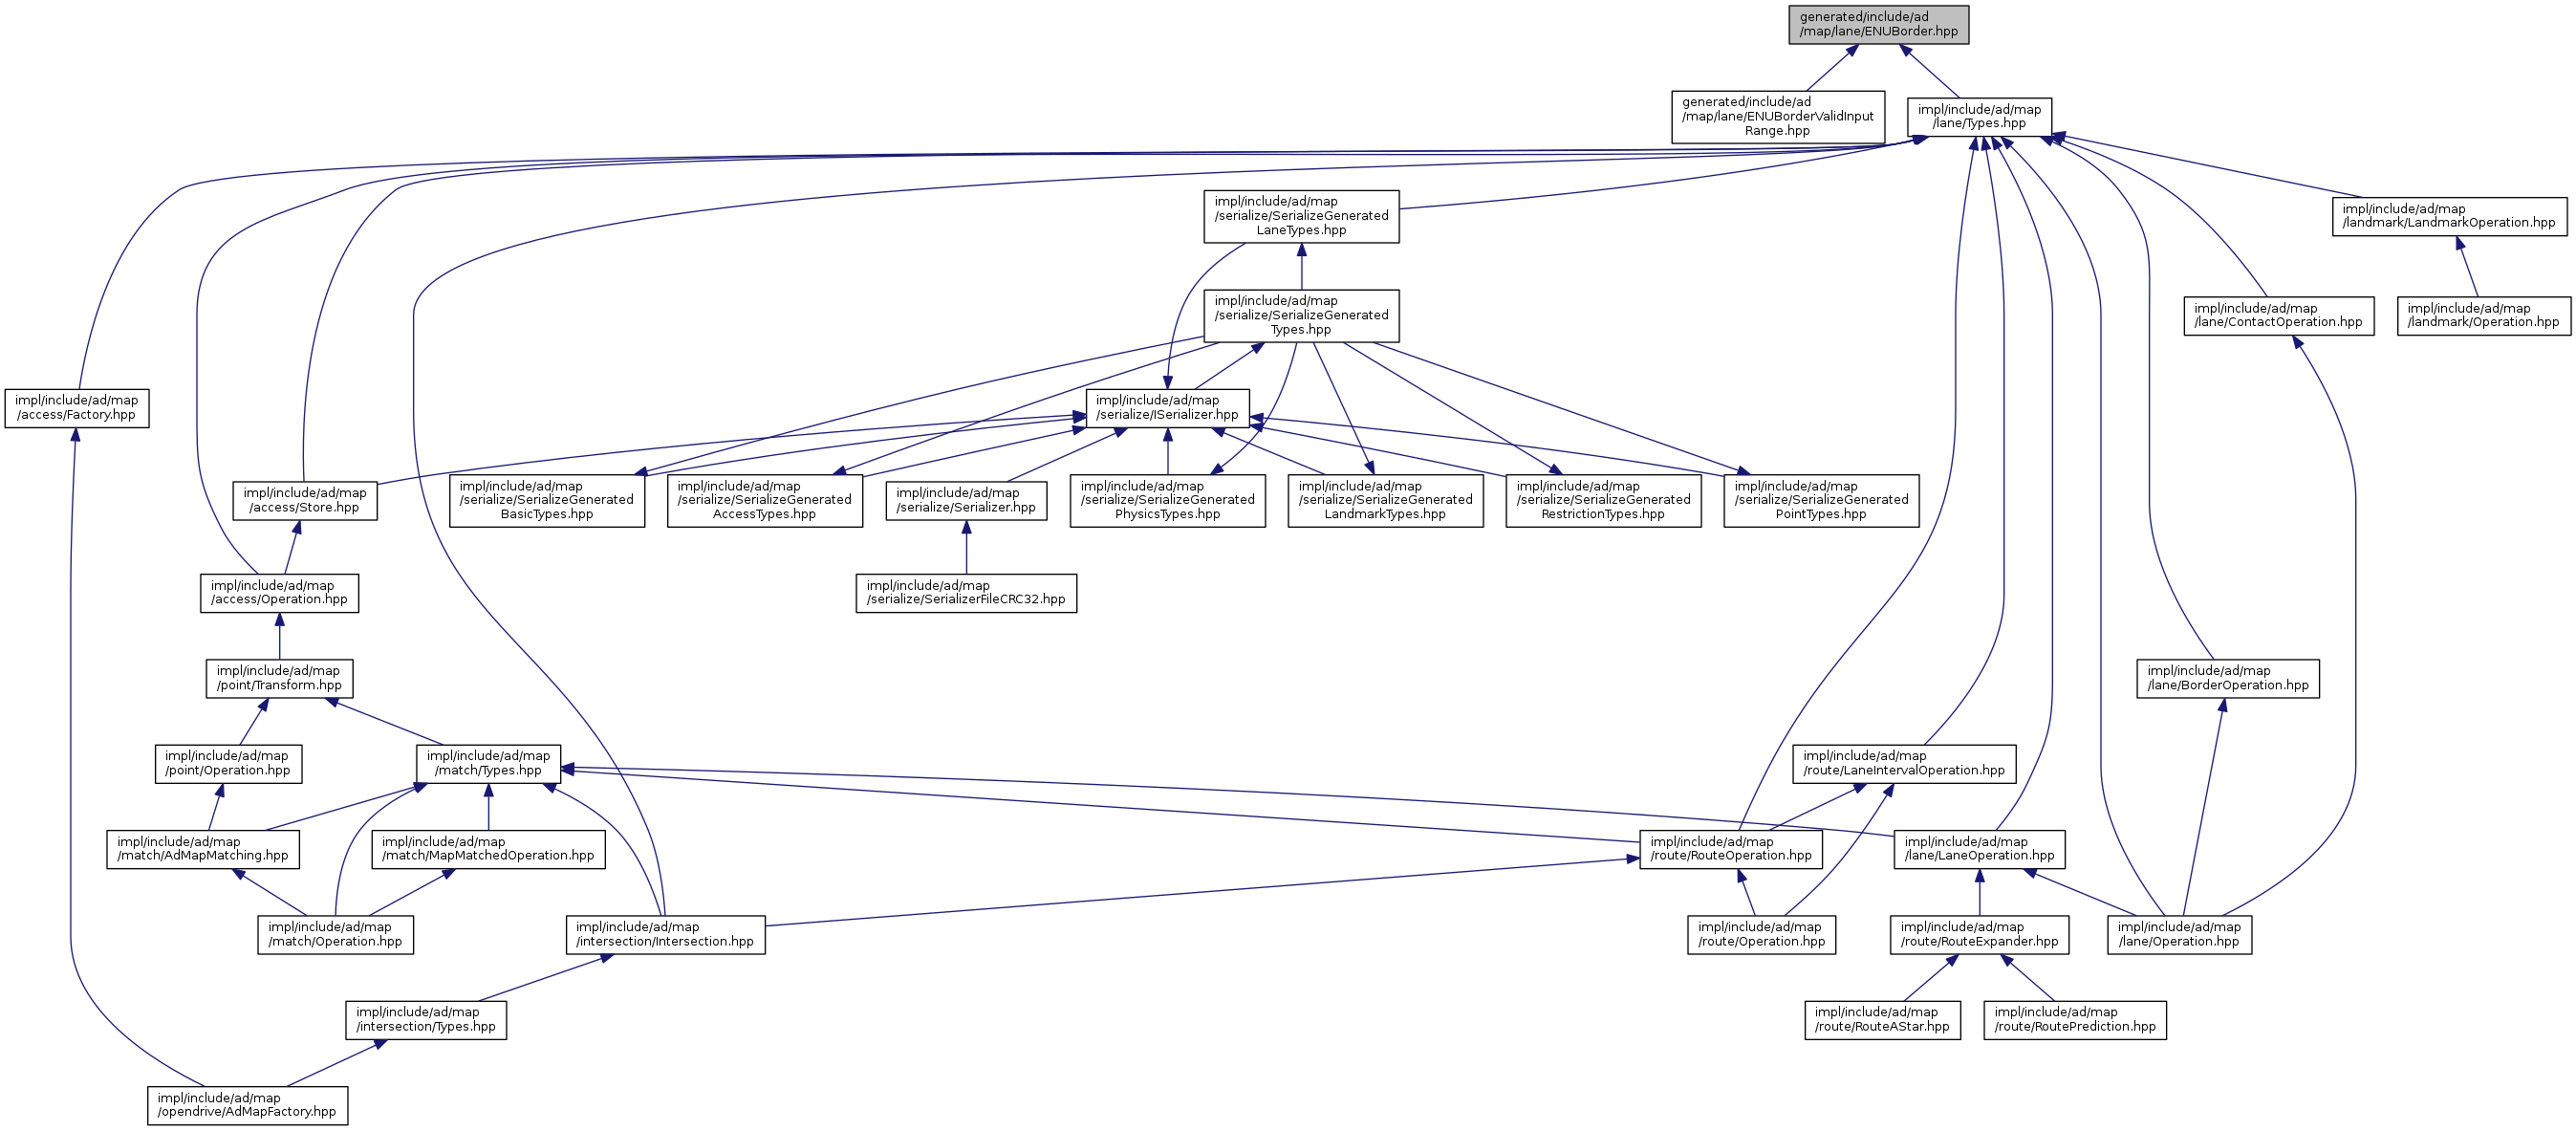 generated/include/ad
/map/lane/ENUBorder.hpp
generated/include/ad
/map/lane/ENUBorderValidInput
Range.hpp
impl/include/ad/map
/lane/Types.hpp
impl/include/ad/map
/serialize/SerializeGenerated
LaneTypes.hpp
impl/include/ad/map
/landmark/LandmarkOperation.hpp
impl/include/ad/map
/serialize/SerializeGenerated
Types.hpp
impl/include/ad/map
/lane/ContactOperation.hpp
impl/include/ad/map
/landmark/Operation.hpp
impl/include/ad/map
/access/Factory.hpp
impl/include/ad/map
/serialize/ISerializer.hpp
impl/include/ad/map
/access/Store.hpp
impl/include/ad/map
/serialize/SerializeGenerated
BasicTypes.hpp
impl/include/ad/map
/serialize/SerializeGenerated
AccessTypes.hpp
impl/include/ad/map
/serialize/Serializer.hpp
impl/include/ad/map
/serialize/SerializeGenerated
PhysicsTypes.hpp
impl/include/ad/map
/serialize/SerializeGenerated
LandmarkTypes.hpp
impl/include/ad/map
/serialize/SerializeGenerated
RestrictionTypes.hpp
impl/include/ad/map
/serialize/SerializeGenerated
PointTypes.hpp
impl/include/ad/map
/access/Operation.hpp
impl/include/ad/map
/serialize/SerializerFileCRC32.hpp
impl/include/ad/map
/point/Transform.hpp
impl/include/ad/map
/lane/BorderOperation.hpp
impl/include/ad/map
/point/Operation.hpp
impl/include/ad/map
/match/Types.hpp
impl/include/ad/map
/route/LaneIntervalOperation.hpp
impl/include/ad/map
/match/AdMapMatching.hpp
impl/include/ad/map
/match/MapMatchedOperation.hpp
impl/include/ad/map
/route/RouteOperation.hpp
impl/include/ad/map
/lane/LaneOperation.hpp
impl/include/ad/map
/match/Operation.hpp
impl/include/ad/map
/intersection/Intersection.hpp
impl/include/ad/map
/route/Operation.hpp
impl/include/ad/map
/route/RouteExpander.hpp
impl/include/ad/map
/lane/Operation.hpp
impl/include/ad/map
/intersection/Types.hpp
impl/include/ad/map
/route/RouteAStar.hpp
impl/include/ad/map
/route/RoutePrediction.hpp
impl/include/ad/map
/opendrive/AdMapFactory.hpp